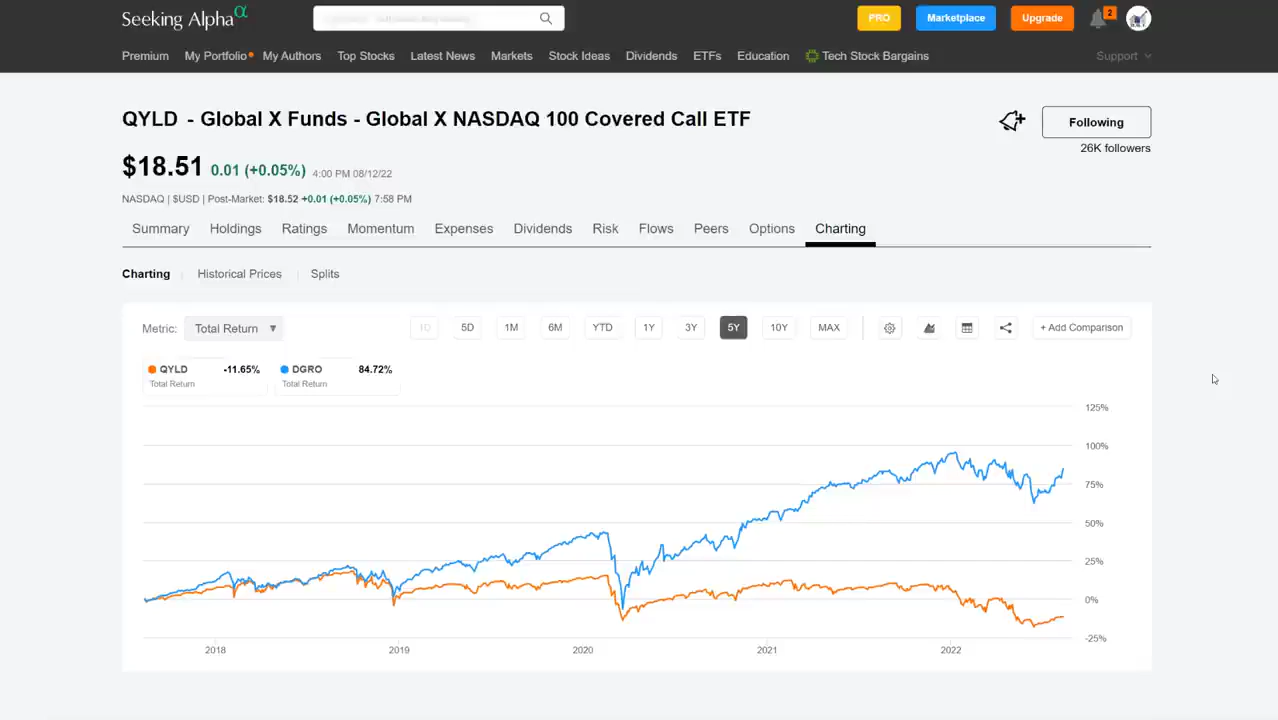 Seeking Alpha α
PRO
Marketplace
Upgrade
2
Premium My Portfolio My Authors Top Stocks Latest News Markets Stock Ideas Dividends ETFs Education Tech Stock Bargains Support
QYLD - Global X Funds - Global X NASDAQ 100 Covered Call ETF
Following
26K followers
$18.51 0.01 (+0.05%) 4:00 PM 08/12/22
NASDAQ | $USD | Post-Market: $18.52 +0.01 (+0.05%) 7:58 PM
Summary Holdings Ratings Momentum Expenses Dividends Risk Flows Peers Options Charting
Charting Historical Prices Splits
Metric: Total Return ▼ 1D 5D 1M 6M YTD 1Y 3Y 5Y 10Y MAX + Add Comparison
QYLD -11.65% DGRO 84.72%
Total Return Total Return
125%
100%
75%
50%
25%
0%
-25%
2018 2019 2020 2021 2022